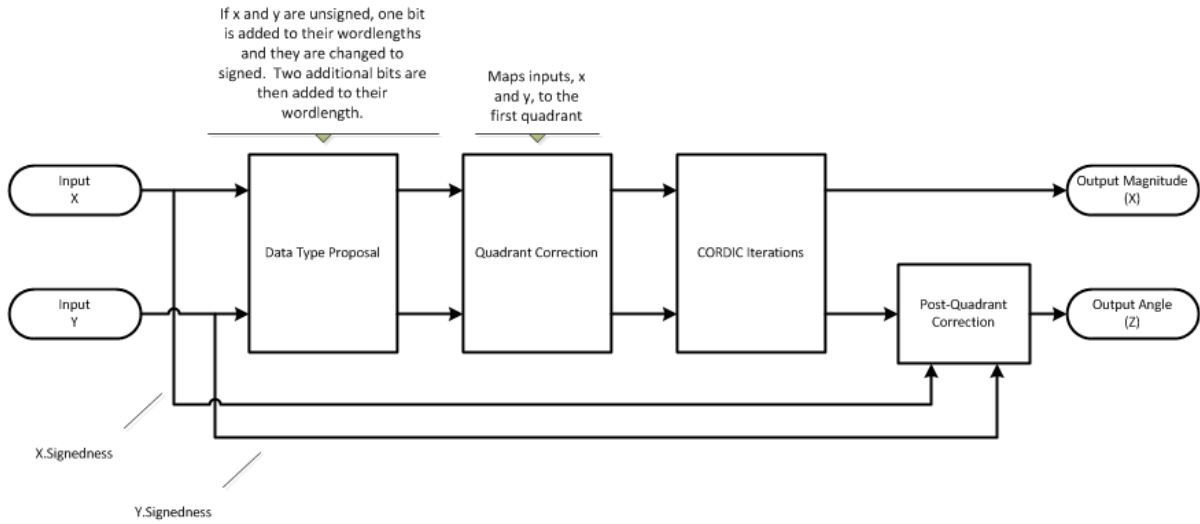 If x and y are unsigned, one bit
is added to their wordlengths
and they are changed to
signed.  Two additional bits are
then added to their
wordlength.
Maps inputs, x
and y, to the
first quadrant
Input
X
Output Magnitude
(X)
Data Type Proposal
Quadrant Correction
CORDIC Iterations
Input
Y
Post-Quadrant
Correction
Output Angle
(Z)
X.Signedness
Y.Signedness